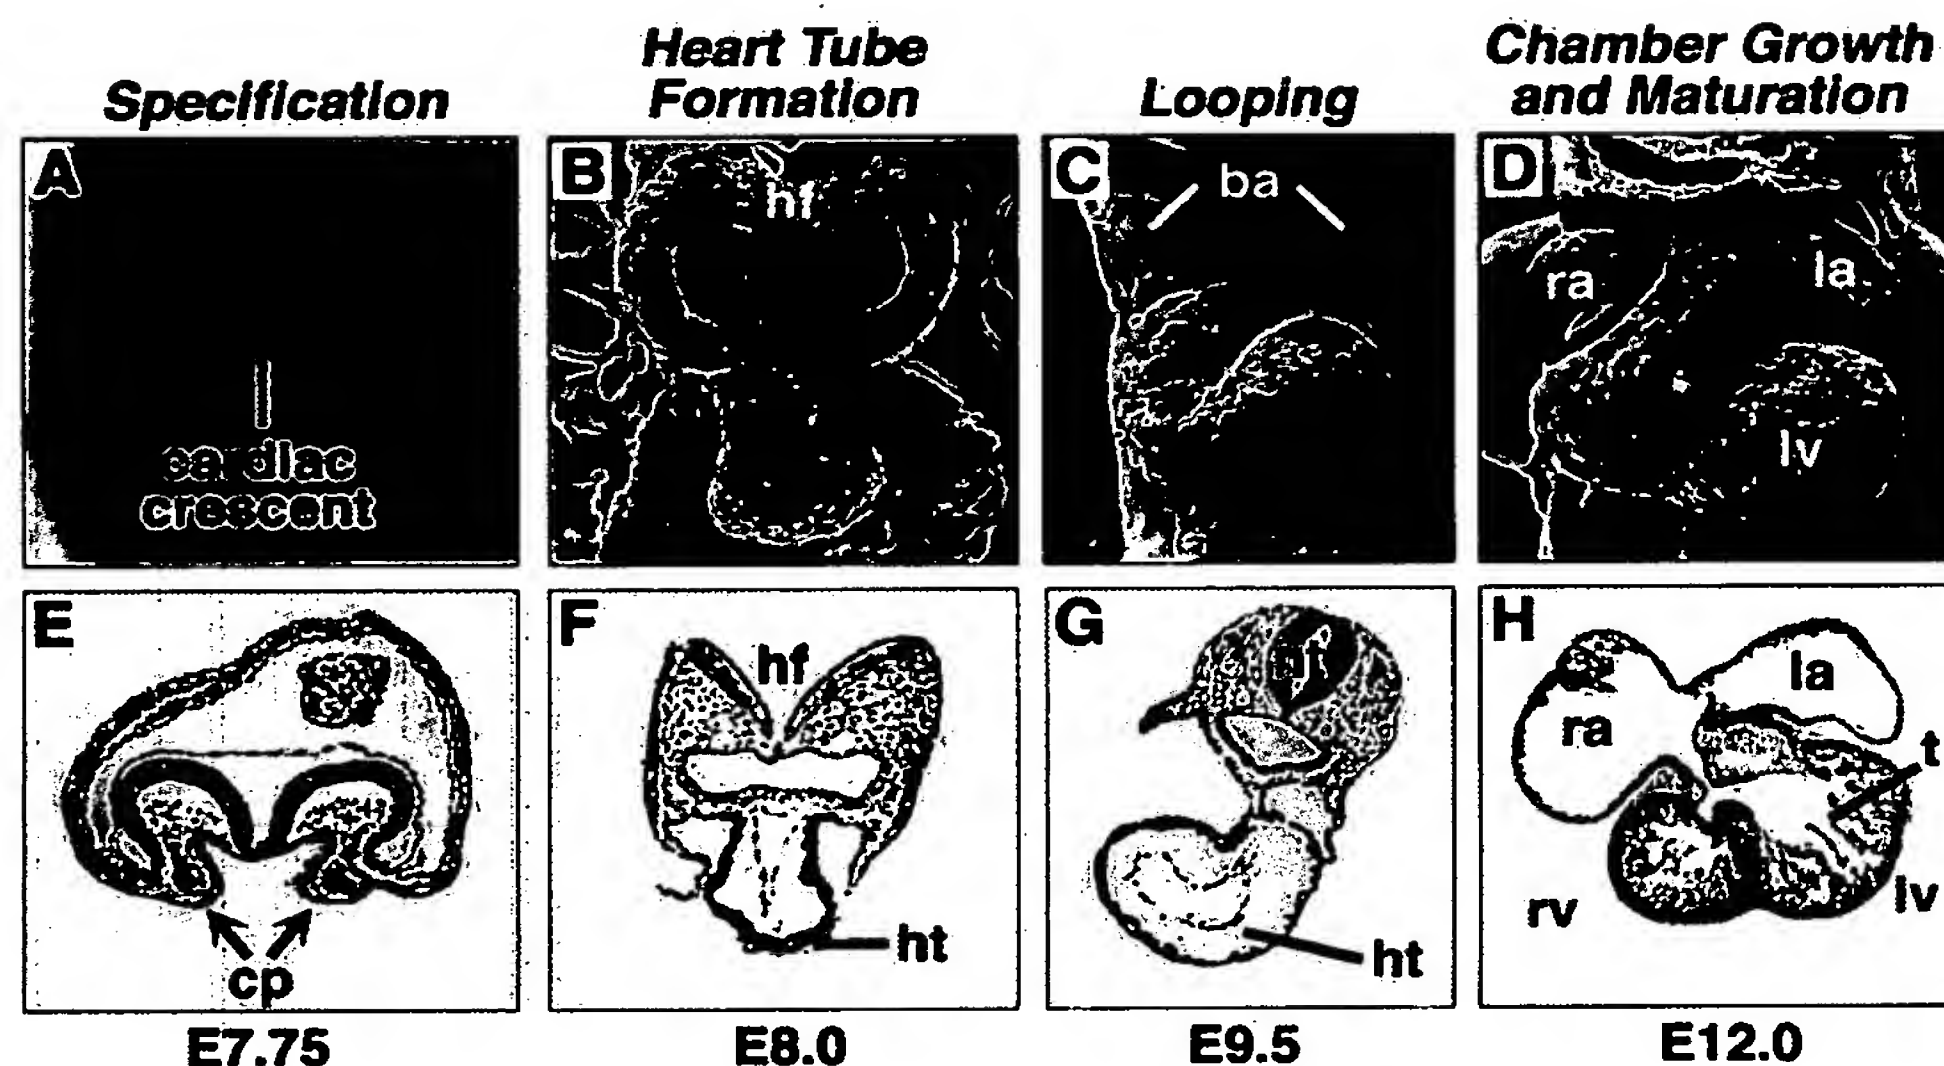 Specification
Heart Tube
Formation
Looping
Chamber Growth
and Maturation
A
cardiac
crescent
B
hf
C
ba
D
ra
la
lv
E
cp
F
hf
ht
G
ht
H
la
ra
t
rv
lv
E7.75
E8.0
E9.5
E12.0